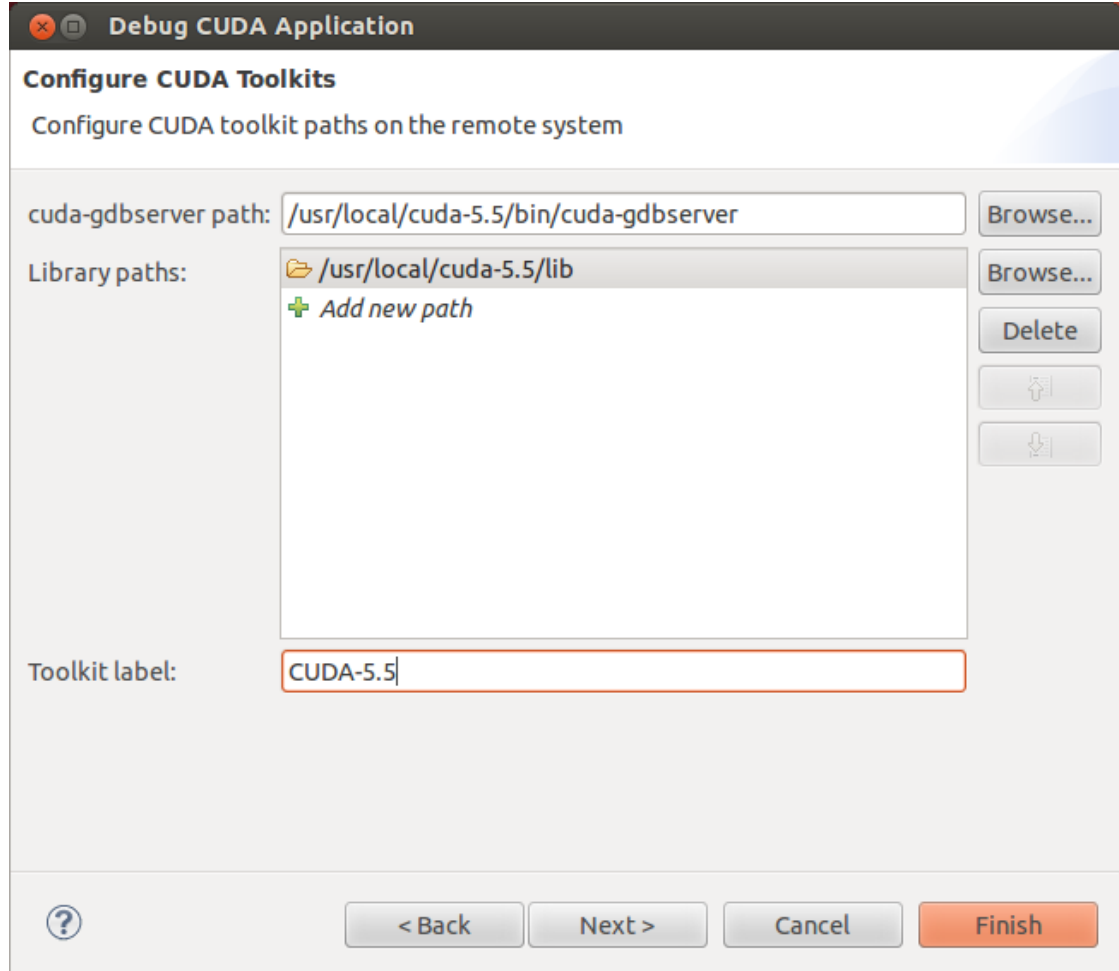 Debug CUDA Application
Configure CUDA Toolkits
Configure CUDA toolkit paths on the remote system
cuda-gdbserver path: /usr/local/cuda-5.5/bin/cuda-gdbserver Browse...
Library paths: /usr/local/cuda-5.5/lib Browse...
Add new path
Delete
Toolkit label: CUDA-5.5
? < Back Next > Cancel Finish